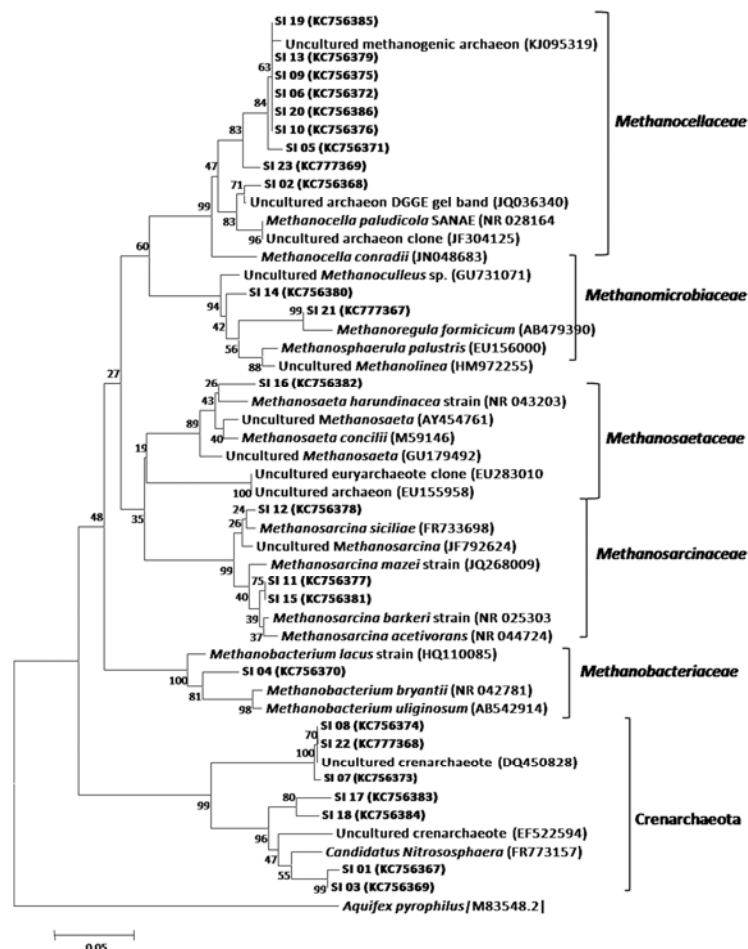 SI 19 (KC756385)
Uncultured methanogenic archaeon (KJ095319)
63
SI 13 (KC756379)
SI 09 (KC756375)
84
SI 06 (KC756372)
SI 20 (KC756386)
83
SI 10 (KC756376)
SI 05 (KC756371)
47
SI 23 (KC777369)
71
SI 02 (KC756368)
Uncultured archaeon DGGE gel band (JQ036340)
99
83
Methanocella paludicola SANAE (NR 028164
96
Uncultured archaeon clone (JF304125)
60
Methanocella conradii (JN048683)
Methanocellaceae
Uncultured Methanoculleus sp. (GU731071)
94
SI 14 (KC756380)
99
SI 21 (KC777367)
42
Methanoregula formicicum (AB479390)
56
Methanosphaerula palustris (EU156000)
88
Uncultured Methanolinea (HM972255)
Methanomicrobiaceae
27
26
SI 16 (KC756382)
43
Methanosaeta harundinacea strain (NR 043203)
89
Uncultured Methanosaeta (AY454761)
40
Methanosaeta concilii (M59146)
19
Uncultured Methanosaeta (GU179492)
Uncultured euryarchaeote clone (EU283010
100
Uncultured archaeon (EU155958)
Methanosaetaceae
48
35
24
SI 12 (KC756378)
26
Methanosarcina siciliae (FR733698)
Uncultured Methanosarcina (JF792624)
99
Methanosarcina mazei strain (JQ268009)
75
SI 11 (KC756377)
40
SI 15 (KC756381)
39
Methanosarcina barkeri strain (NR 025303
37
Methanosarcina acetivorans (NR 044724)
Methanosarcinaceae
Methanobacterium lacus strain (HQ110085)
100
SI 04 (KC756370)
81
Methanobacterium bryantii (NR 042781)
98
Methanobacterium uliginosum (AB542914)
Methanobacteriaceae
SI 08 (KC756374)
70
SI 22 (KC777368)
100
Uncultured crenarchaeote (DQ450828)
SI 07 (KC756373)
99
80
SI 17 (KC756383)
SI 18 (KC756384)
96
Uncultured crenarchaeote (EF522594)
47
Candidatus Nitrososphaera (FR773157)
55
SI 01 (KC756367)
99
SI 03 (KC756369)
Crenarchaeota
Aquifex pyrophilus|M83548.2|
0.05